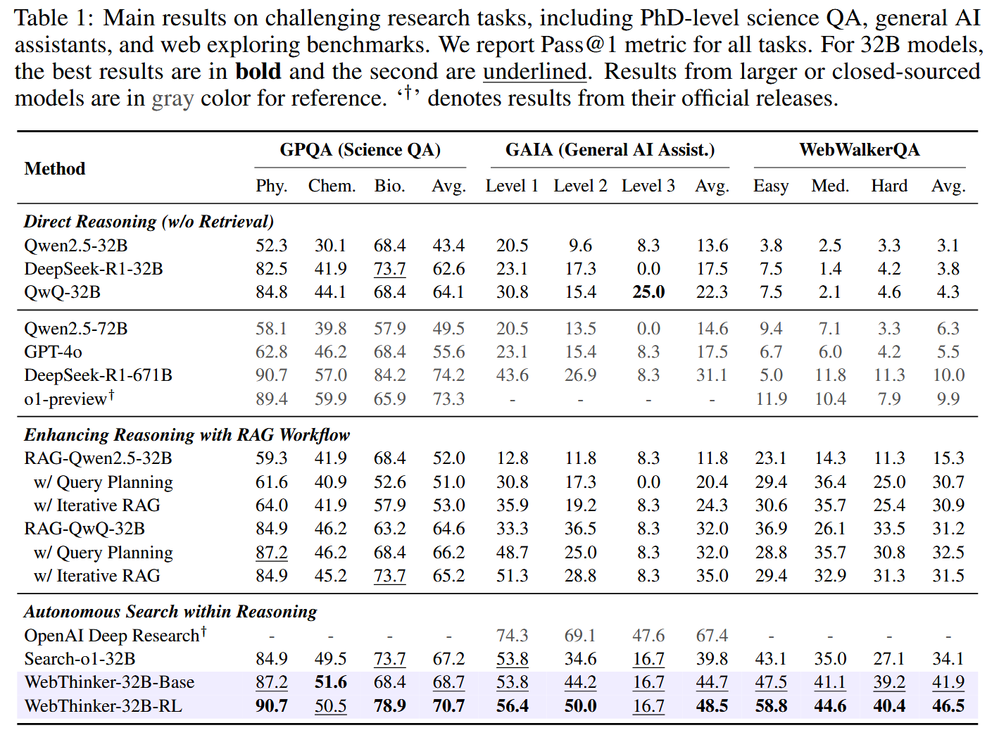 Table 1: Main results on challenging research tasks, including PhD-level science QA, general AI
assistants, and web exploring benchmarks. We report Pass@1 metric for all tasks. For 32B models,
the best results are in bold and the second are underlined. Results from larger or closed-sourced
models are in gray color for reference. ‘†’ denotes results from their official releases.
Method GPQA (Science QA) GAIA (General AI Assist.) WebWalkerQA
Phy. Chem. Bio. Avg. Level 1 Level 2 Level 3 Avg. Easy Med. Hard Avg.
Direct Reasoning (w/o Retrieval)
Qwen2.5-32B 52.3 30.1 68.4 43.4 20.5 9.6 8.3 13.6 3.8 2.5 3.3 3.1
DeepSeek-R1-32B 82.5 41.9 73.7 62.6 23.1 17.3 0.0 17.5 7.5 1.4 4.2 3.8
QwQ-32B 84.8 44.1 68.4 64.1 30.8 15.4 25.0 22.3 7.5 2.1 4.6 4.3
Qwen2.5-72B 58.1 39.8 57.9 49.5 20.5 13.5 0.0 14.6 9.4 7.1 3.3 6.3
GPT-4o 62.8 46.2 68.4 55.6 23.1 15.4 8.3 17.5 6.7 6.0 4.2 5.5
DeepSeek-R1-671B 90.7 57.0 84.2 74.2 43.6 26.9 8.3 31.1 5.0 11.8 11.3 10.0
o1-preview† 89.4 59.9 65.9 73.3 - - - - 11.9 10.4 7.9 9.9
Enhancing Reasoning with RAG Workflow
RAG-Qwen2.5-32B 59.3 41.9 68.4 52.0 12.8 11.8 8.3 11.8 23.1 14.3 11.3 15.3
w/ Query Planning 61.6 40.9 52.6 51.0 30.8 17.3 0.0 20.4 29.4 36.4 25.0 30.7
w/ Iterative RAG 64.0 41.9 57.9 53.0 35.9 19.2 8.3 24.3 30.6 35.7 25.4 30.9
RAG-QwQ-32B 84.9 46.2 63.2 64.6 33.3 36.5 8.3 32.0 36.9 26.1 33.5 31.2
w/ Query Planning 87.2 46.2 68.4 66.2 48.7 25.0 8.3 32.0 28.8 35.7 30.8 32.5
w/ Iterative RAG 84.9 45.2 73.7 65.2 51.3 28.8 8.3 35.0 29.4 32.9 31.3 31.5
Autonomous Search within Reasoning
OpenAI Deep Research† - - - - 74.3 69.1 47.6 67.4 - - - -
Search-o1-32B 84.9 49.5 73.7 67.2 53.8 34.6 16.7 39.8 43.1 35.0 27.1 34.1
WebThinker-32B-Base 87.2 51.6 68.4 68.7 53.8 44.2 16.7 44.7 47.5 41.1 39.2 41.9
WebThinker-32B-RL 90.7 50.5 78.9 70.7 56.4 50.0 16.7 48.5 58.8 44.6 40.4 46.5